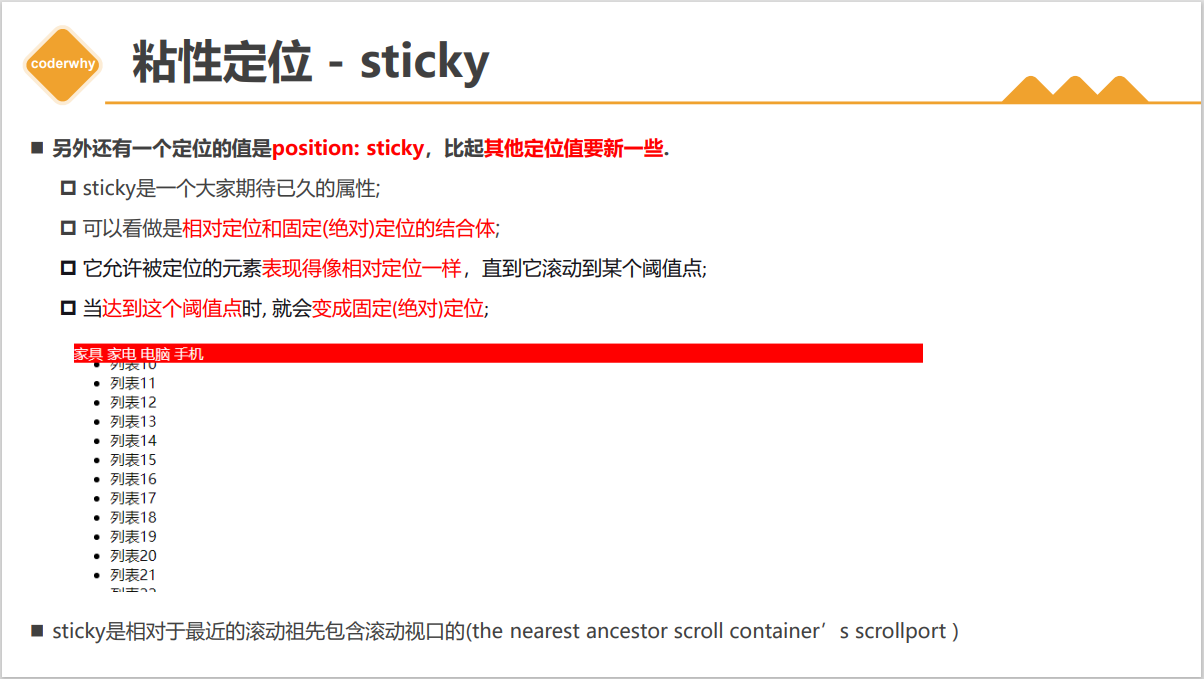 coderwhy
粘性定位 - sticky
■ 另外还有一个定位的值是position: sticky，比起其他定位值要新一些.
sticky是一个大家期待已久的属性;
可以看做是相对定位和固定(绝对)定位的结合体;
它允许被定位的元素表现得像相对定位一样，直到它滚动到某个阈值点;
当达到这个阈值点时, 就会变成固定(绝对)定位;
家具 家电 电脑 手机
• 列表10
• 列表11
• 列表12
• 列表13
• 列表14
• 列表15
• 列表16
• 列表17
• 列表18
• 列表19
• 列表20
• 列表21
■ sticky是相对于最近的滚动祖先包含滚动视口的(the nearest ancestor scroll container’s scrollport )